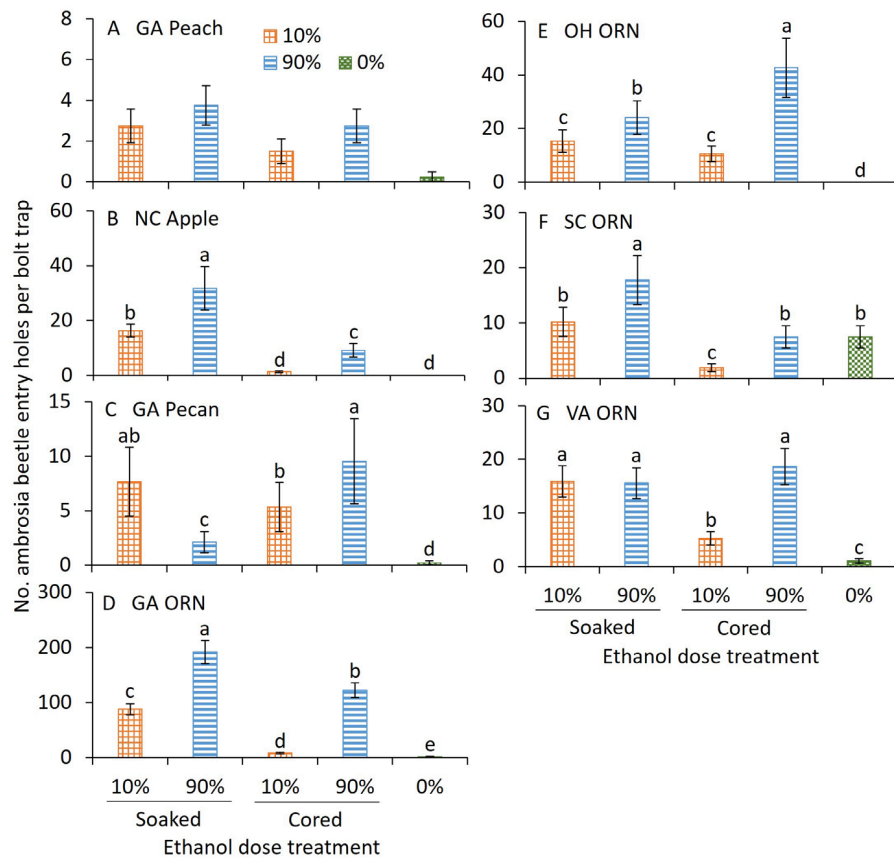 No. ambrosia beetle entry holes per bolt trap
A GA Peach
10%
90% 0%
8
6
4
2
0
B NC Apple
60
40
20
0
b a d c d
C GA Pecan
15
10
5
0
ab c b a d
D GA ORN
300
200
100
0
c a d b e
10% 90% 10% 90% 0%
Soaked Cored
Ethanol dose treatment
E OH ORN
60
40
20
0
c b c a d
F SC ORN
30
20
10
0
b a c b b
G VA ORN
30
20
10
0
a a b a c
10% 90% 10% 90% 0%
Soaked Cored
Ethanol dose treatment